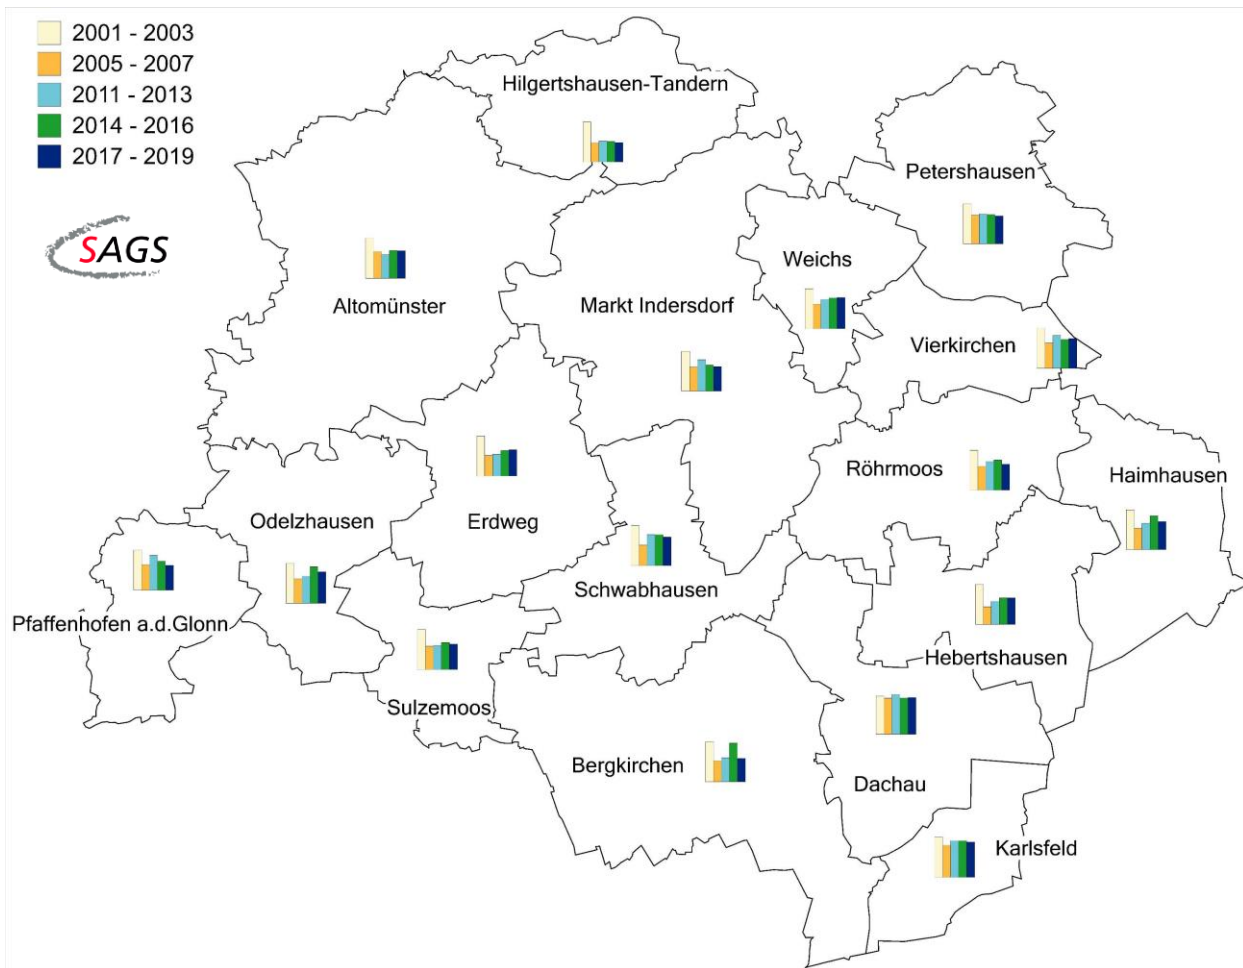 2001 - 2003
2005 - 2007
2011 - 2013
2014 - 2016
2017 - 2019
SAGS
Hilgertshausen-Tandern
Petershausen
Weichs
Altomünster
Markt Indersdorf
Vierkirchen
Röhrmoos
Haimhausen
Odelzhausen
Erdweg
Schwabhausen
Pfaffenhofen a.d.Glonn
Hebertshausen
Sulzemoos
Bergkirchen
Dachau
Karlsfeld